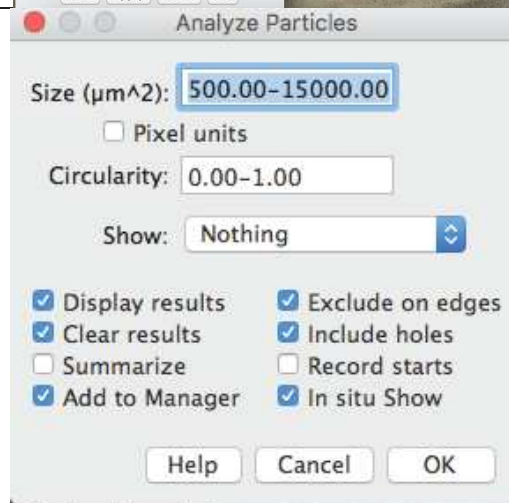 Analyze Particles
Size (µm^2): 500.00-15000.00
Pixel units
Circularity: 0.00-1.00
Show: Nothing
Display results Exclude on edges
Clear results Include holes
Summarize Record starts
Add to Manager In situ Show
Help Cancel OK